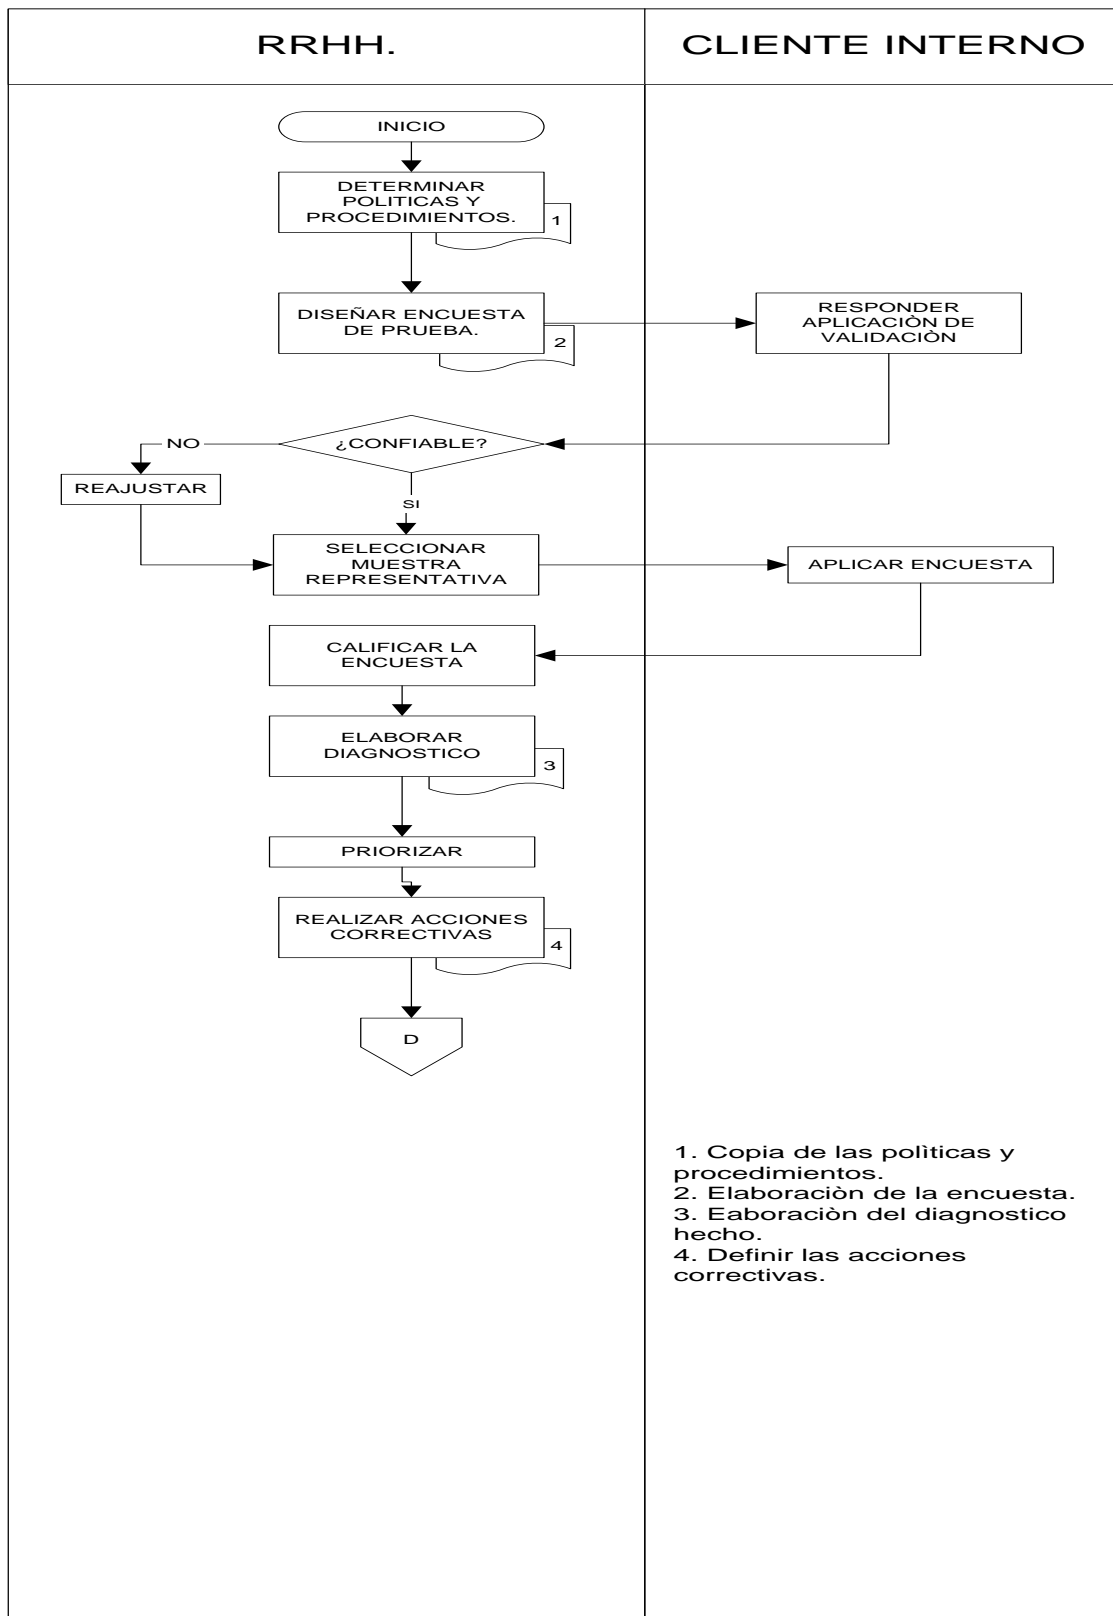 RRHH.
CLIENTE INTERNO
INICIO
DETERMINAR
POLITICAS Y
PROCEDIMIENTOS.
1
DISEÑAR ENCUESTA
DE PRUEBA.
2
RESPONDER
APLICACIÒN DE
VALIDACIÒN
¿CONFIABLE?
NO
REAJUSTAR
SI
SELECCIONAR
MUESTRA
REPRESENTATIVA
APLICAR ENCUESTA
CALIFICAR LA
ENCUESTA
ELABORAR
DIAGNOSTICO
3
PRIORIZAR
REALIZAR ACCIONES
CORRECTIVAS
4
D
1. Copia de las polìticas y
procedimientos.
2. Elaboraciòn de la encuesta.
3. Eaboraciòn del diagnostico
hecho.
4. Definir las acciones
correctivas.